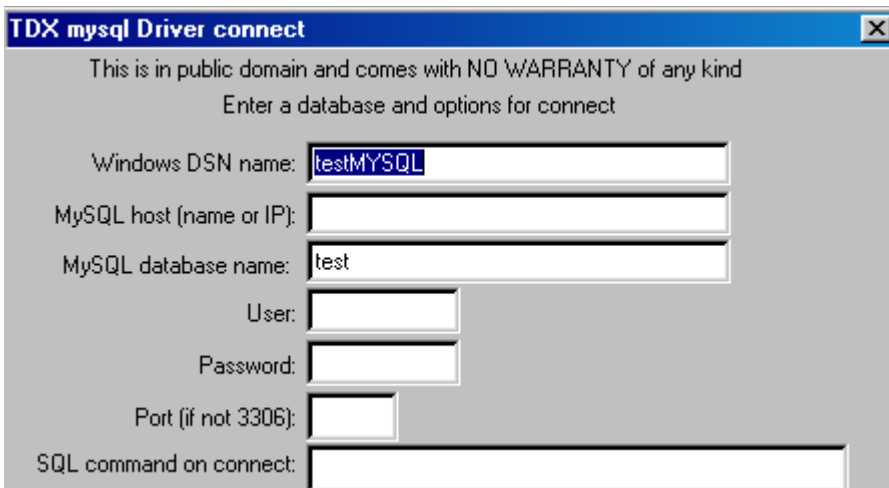 TDX mysql Driver connect
This is in public domain and comes with NO WARRANTY of any kind
Enter a database and options for connect
Windows DSN name: testMYSQL
MySQL host (name or IP):
MySQL database name: test
User:
Password:
Port (if not 3306):
SQL command on connect: